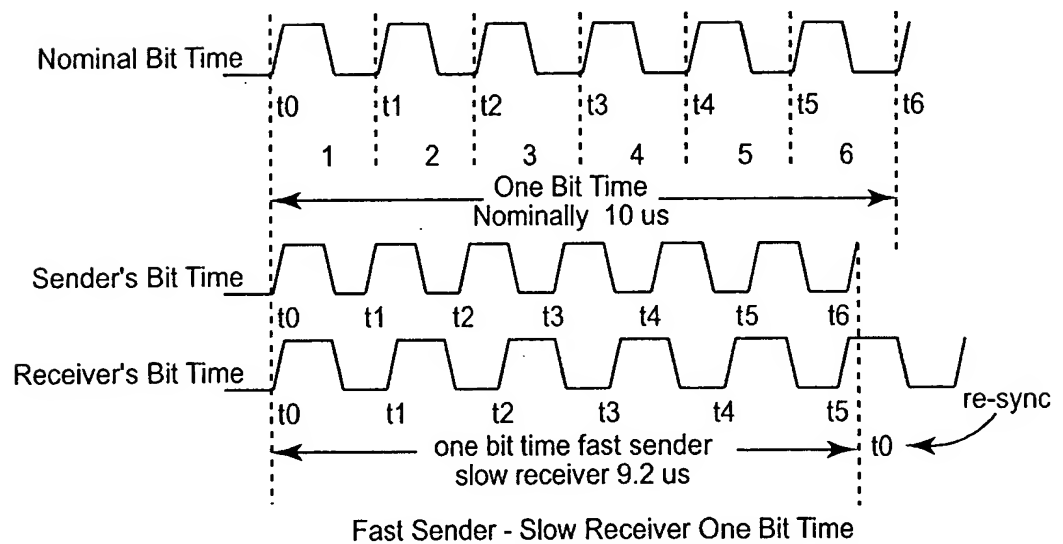 Nominal Bit Time
t0 t1 t2 t3 t4 t5 t6
1 2 3 4 5 6
One Bit Time
Nominally 10 us
Sender's Bit Time
t0 t1 t2 t3 t4 t5 t6
Receiver's Bit Time
t0 t1 t2 t3 t4 t5
re-sync
one bit time fast sender
t0
slow receiver 9.2 us
Fast Sender - Slow Receiver One Bit Time